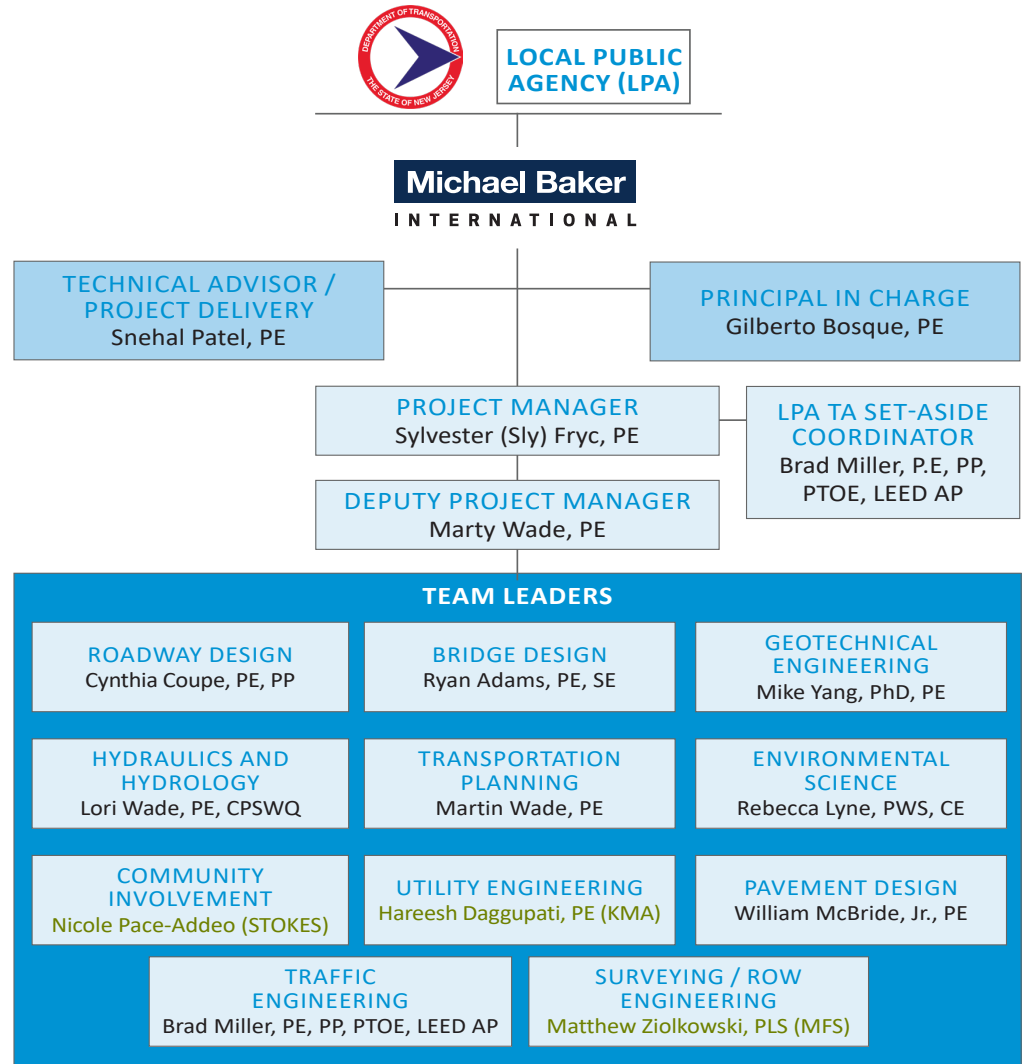 DEPARTMENT OF TRANSPORTATION
THE STATE OF NEW JERSEY
LOCAL PUBLIC
AGENCY (LPA)
Michael Baker
INTERNATIONAL
TECHNICAL ADVISOR /
PROJECT DELIVERY
Snehal Patel, PE
PRINCIPAL IN CHARGE
Gilberto Bosque, PE
PROJECT MANAGER
Sylvester (Sly) Fryc, PE
LPA TA SET-ASIDE
COORDINATOR
Brad Miller, P.E, PP,
PTOE, LEED AP
DEPUTY PROJECT MANAGER
Marty Wade, PE
TEAM LEADERS
ROADWAY DESIGN
Cynthia Coupe, PE, PP
BRIDGE DESIGN
Ryan Adams, PE, SE
GEOTECHNICAL
ENGINEERING
Mike Yang, PhD, PE
HYDRAULICS AND
HYDROLOGY
Lori Wade, PE, CPSWQ
TRANSPORTATION
PLANNING
Martin Wade, PE
ENVIRONMENTAL
SCIENCE
Rebecca Lyne, PWS, CE
COMMUNITY
INVOLVEMENT
Nicole Pace-Addeo (STOKES)
UTILITY ENGINEERING
Hareesh Daggupati, PE (KMA)
PAVEMENT DESIGN
William McBride, Jr., PE
TRAFFIC
ENGINEERING
Brad Miller, PE, PP, PTOE, LEED AP
SURVEYING / ROW
ENGINEERING
Matthew Ziolkowski, PLS (MFS)